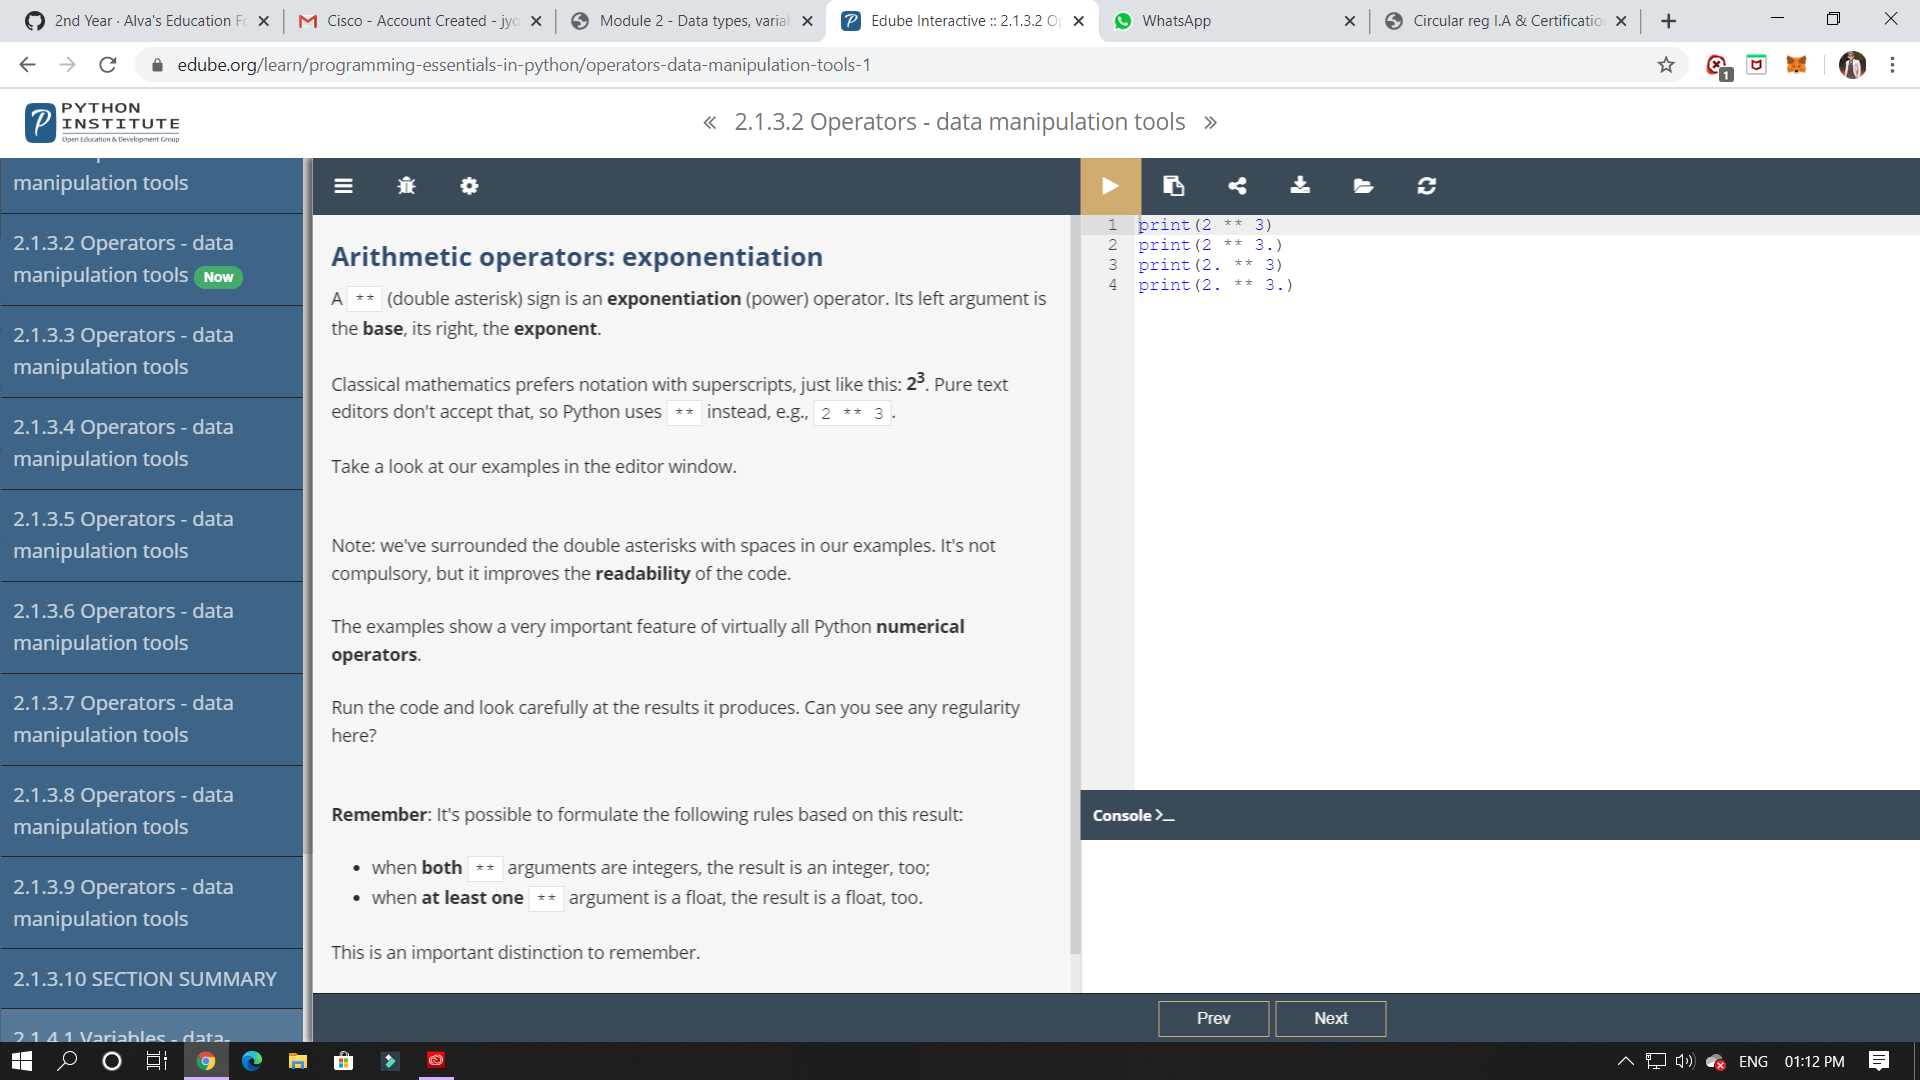 2nd Year · Alva's Education Fo
Cisco - Account Created - jyo
Module 2 - Data types, varia
Edube Interactive :: 2.1.3.2 O
WhatsApp
Circular reg I.A & Certificatio
edube.org/learn/programming-essentials-in-python/operators-data-manipulation-tools-1
1
PYTHON
INSTITUTE
Open Education & Development Group
« 2.1.3.2 Operators - data manipulation tools »
manipulation tools
2.1.3.2 Operators - data
manipulation tools Now
2.1.3.3 Operators - data
manipulation tools
2.1.3.4 Operators - data
manipulation tools
2.1.3.5 Operators - data
manipulation tools
2.1.3.6 Operators - data
manipulation tools
2.1.3.7 Operators - data
manipulation tools
2.1.3.8 Operators - data
manipulation tools
2.1.3.9 Operators - data
manipulation tools
2.1.3.10 SECTION SUMMARY
2.1.4.1 Variables - data-
Arithmetic operators: exponentiation
A ** (double asterisk) sign is an exponentiation (power) operator. Its left argument is
the base, its right, the exponent.
Classical mathematics prefers notation with superscripts, just like this: 2³. Pure text
editors don't accept that, so Python uses ** instead, e.g., 2 ** 3.
Take a look at our examples in the editor window.
Note: we've surrounded the double asterisks with spaces in our examples. It's not
compulsory, but it improves the readability of the code.
The examples show a very important feature of virtually all Python numerical
operators.
Run the code and look carefully at the results it produces. Can you see any regularity
here?
Remember: It's possible to formulate the following rules based on this result:
• when both ** arguments are integers, the result is an integer, too;
• when at least one ** argument is a float, the result is a float, too.
This is an important distinction to remember.
1 print(2 ** 3)
2 print(2 ** 3.)
3 print(2. ** 3)
4 print(2. ** 3.)
Console >_
Prev
Next
ENG
01:12 PM